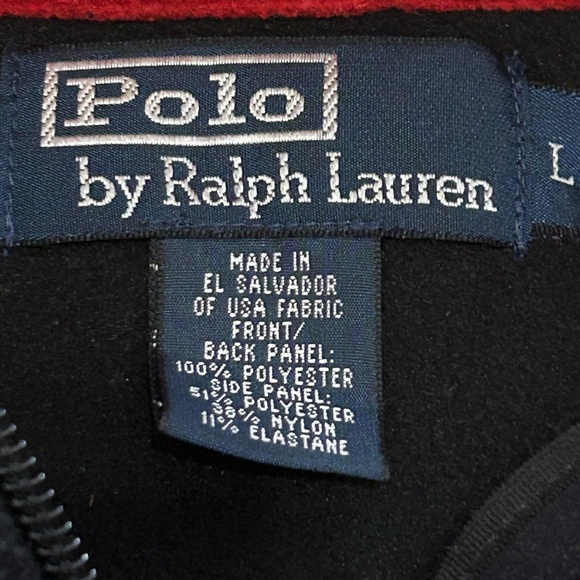 Polo
by Ralph Lauren
L
MADE IN
EL SALVADOR
OF USA FABRIC
FRONT/
BACK PANEL:
100% POLYESTER
SIDE PANEL:
51% POLYESTER
38% NYLON
11% ELASTANE